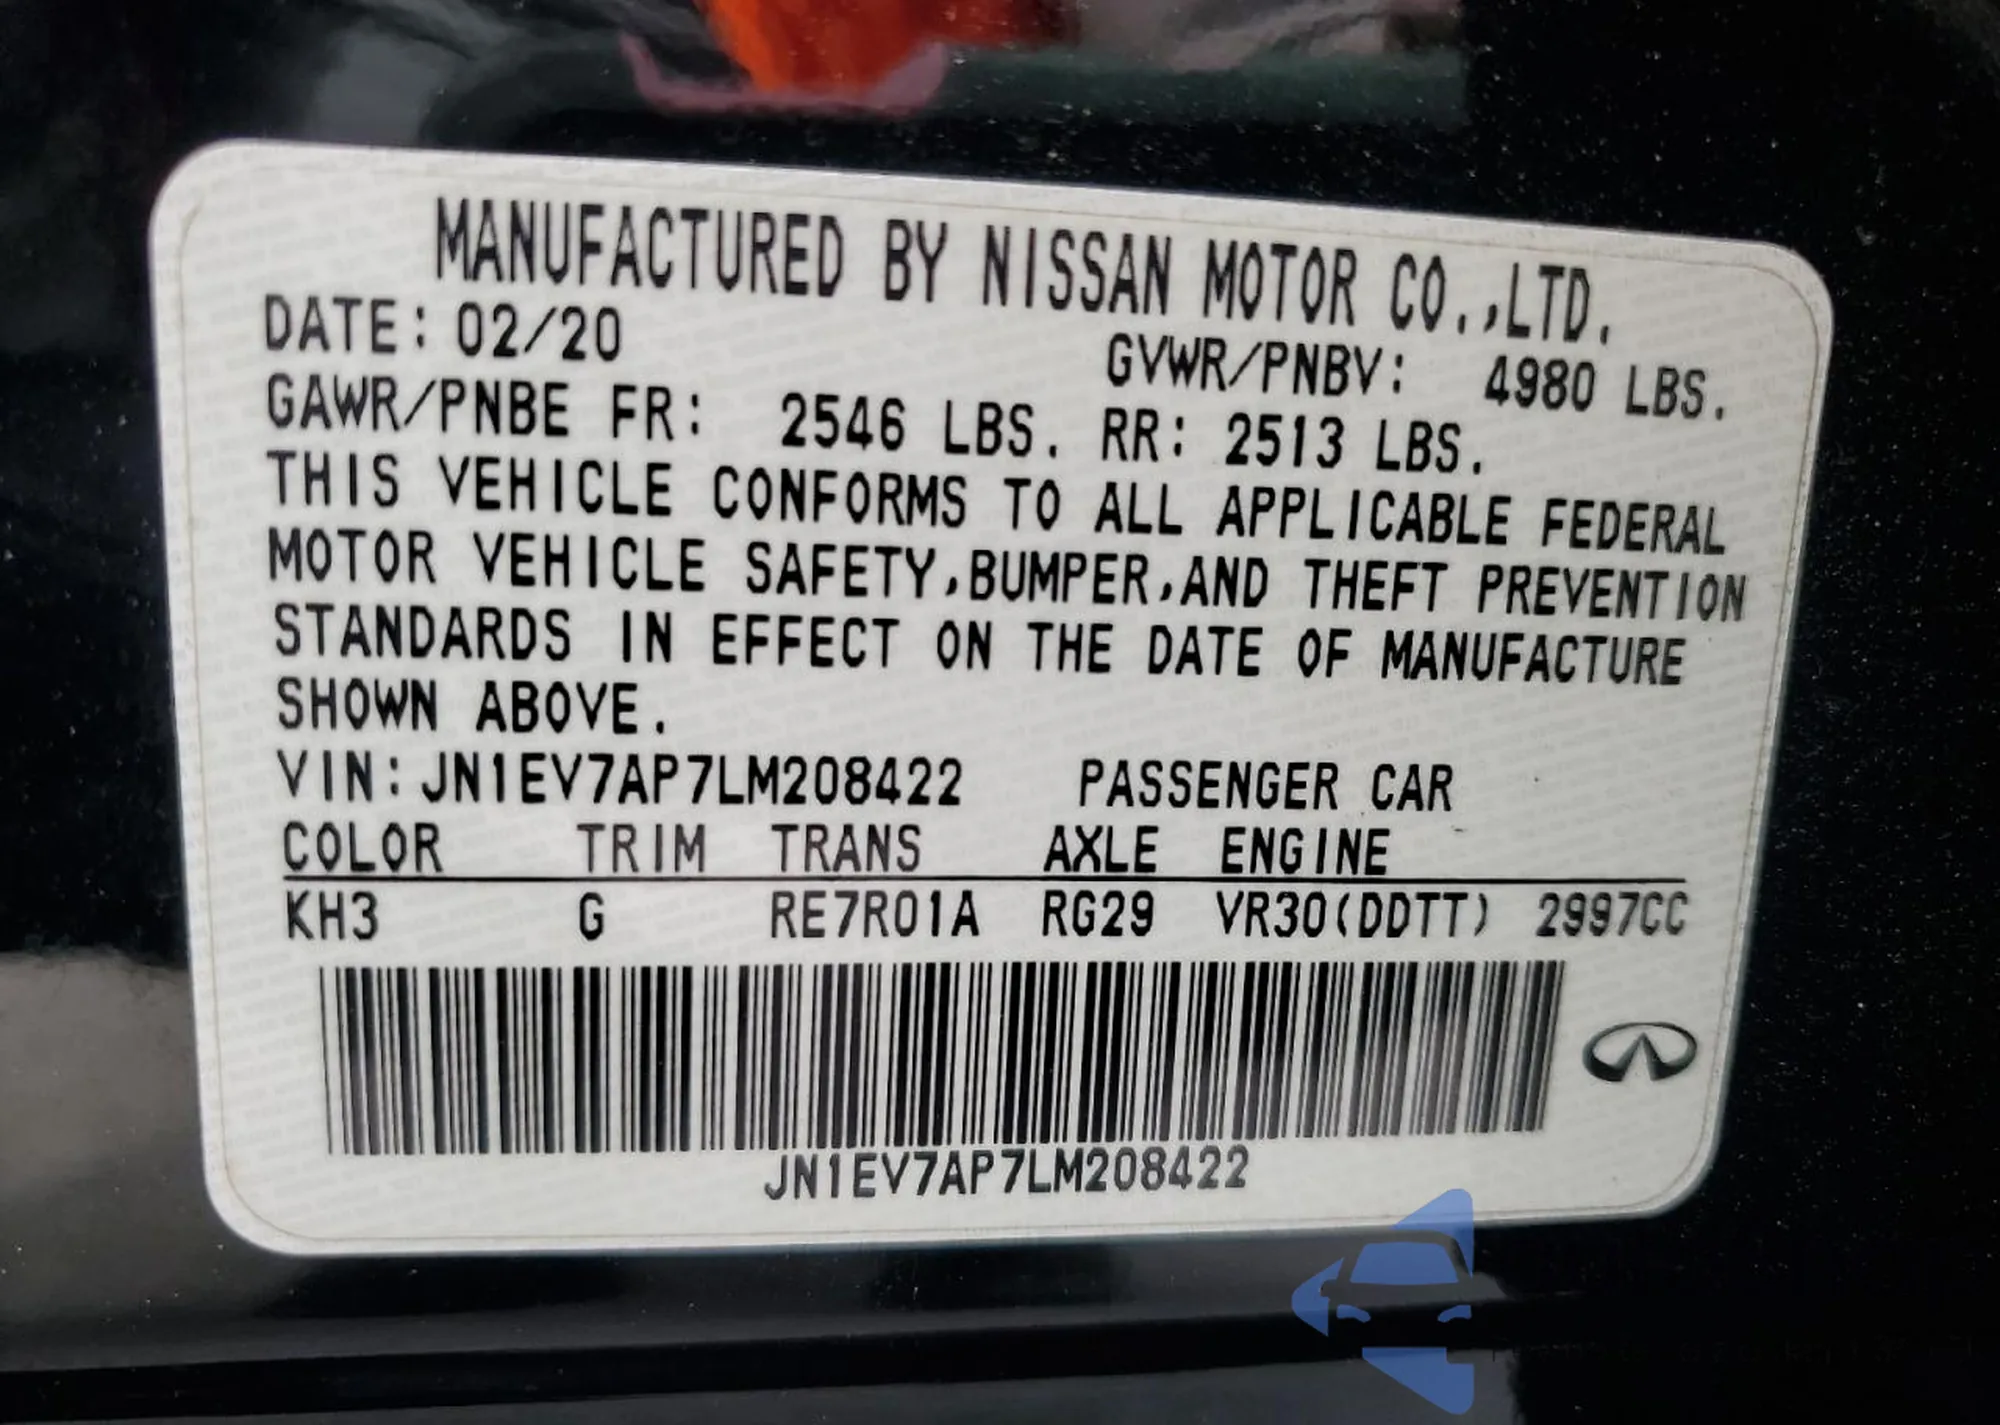 MANUFACTURED BY NISSAN MOTOR CO.,LTD.
DATE: 02/20 GVWR/PNBV: 4980 LBS.
GAWR/PNBE FR: 2546 LBS. RR: 2513 LBS.
THIS VEHICLE CONFORMS TO ALL APPLICABLE FEDERAL
MOTOR VEHICLE SAFETY,BUMPER,AND THEFT PREVENTION
STANDARDS IN EFFECT ON THE DATE OF MANUFACTURE
SHOWN ABOVE.
VIN:JN1EV7AP7LM208422 PASSENGER CAR
COLOR TRIM TRANS AXLE ENGINE
KH3 G RE7R01A RG29 VR30(DDTT) 2997CC
JN1EV7AP7LM208422